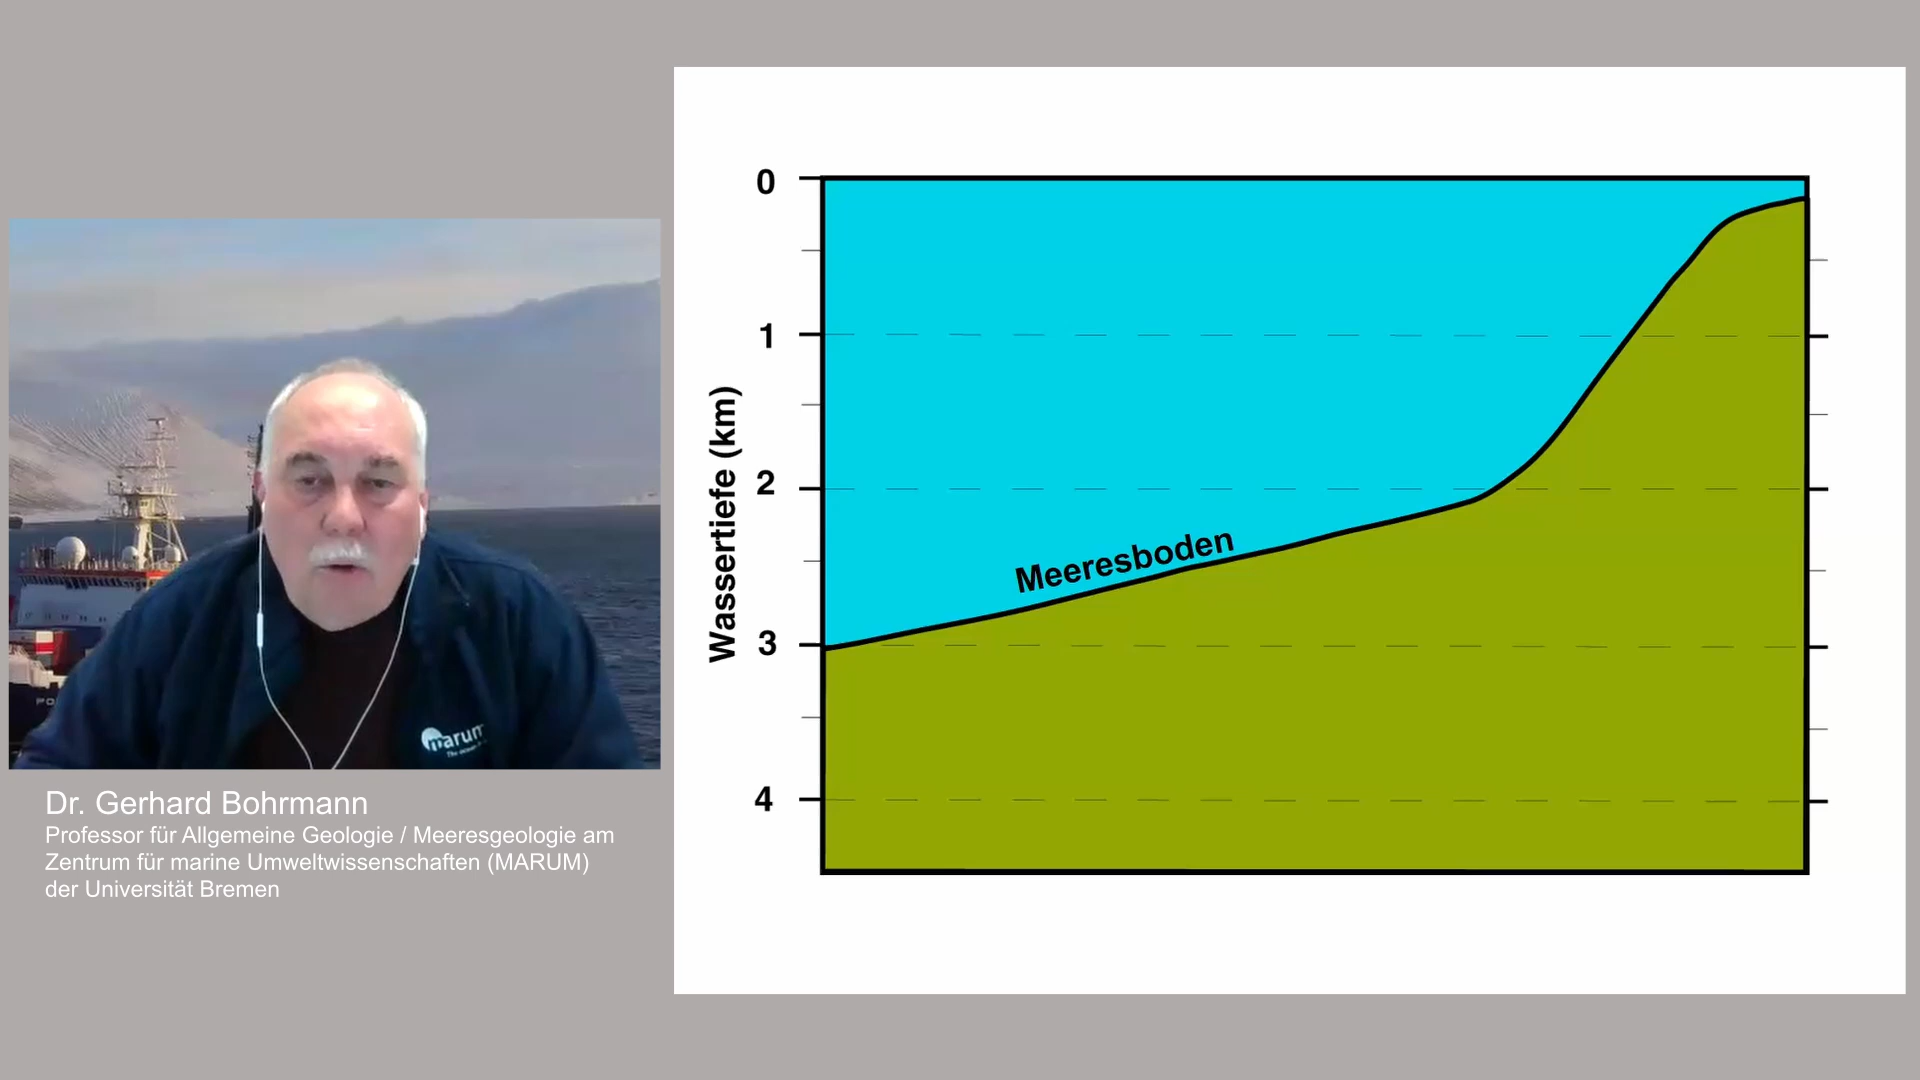 Dr. Gerhard Bohrmann
Professor für Allgemeine Geologie / Meeresgeologie am
Zentrum für marine Umweltwissenschaften (MARUM)
der Universität Bremen
marum
Wassertiefe (km)
0
1
2
3
4
Meeresboden